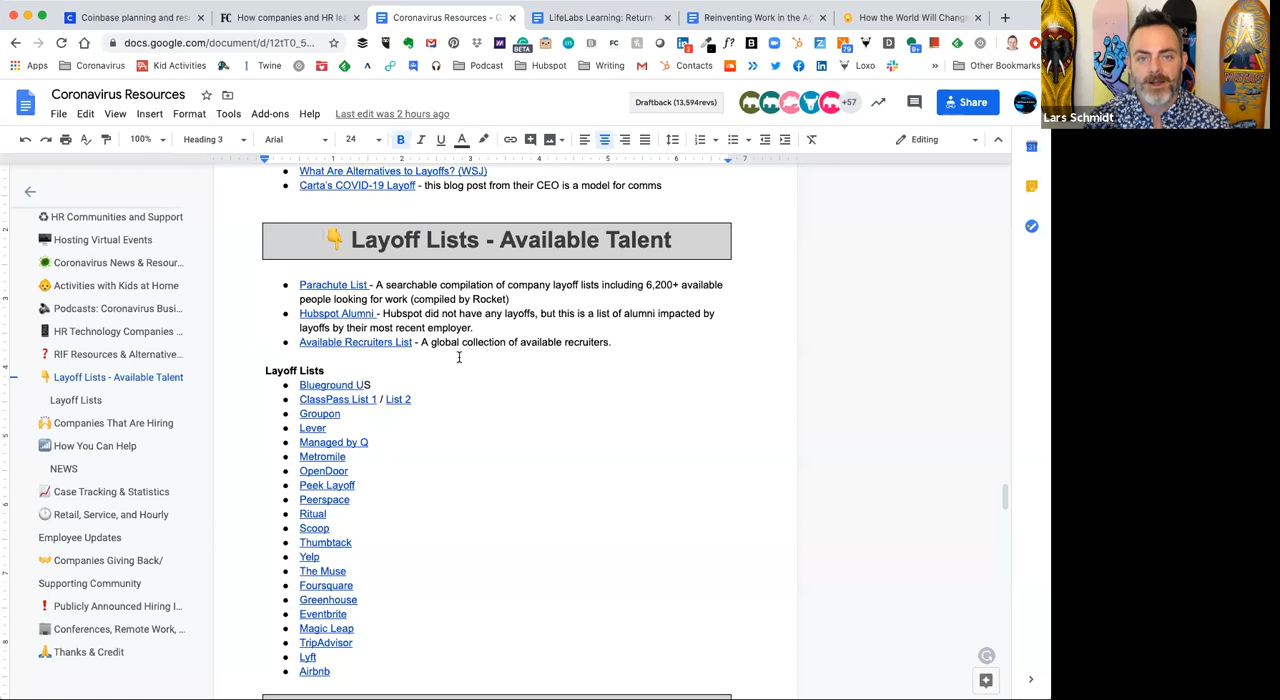 Coinbase planning and res
How companies and HR le
Coronavirus Resources - G
LifeLabs Learning: Return-
Reinventing Work in the Ag
How the World Will Change
docs.google.com/document/d/12tT0_5...
Apps
Coronavirus
Kid Activities
Twine
Podcast
Hubspot
Writing
Contacts
Loxo
Other Bookmarks
Lars Schmidt
Coronavirus Resources
File Edit View Insert Format Tools Add-ons Help Last edit was 2 hours ago
Draftback (13,594revs)
+57
Share
100% Heading 3 Arial 24 B I U A Editing
HR Communities and Support
Hosting Virtual Events
Coronavirus News & Resour...
Activities with Kids at Home
Podcasts: Coronavirus Busi...
HR Technology Companies ...
RIF Resources & Alternative...
Layoff Lists - Available Talent
Layoff Lists
Companies That Are Hiring
How You Can Help
NEWS
Case Tracking & Statistics
Retail, Service, and Hourly
Employee Updates
Companies Giving Back/
Supporting Community
Publicly Announced Hiring I...
Conferences, Remote Work, ...
Thanks & Credit
What Are Alternatives to Layoffs? (WSJ)
Carta's COVID-19 Layoff - this blog post from their CEO is a model for comms
Layoff Lists - Available Talent
Parachute List - A searchable compilation of company layoff lists including 6,200+ available
people looking for work (compiled by Rocket)
Hubspot Alumni - Hubspot did not have any layoffs, but this is a list of alumni impacted by
layoffs by their most recent employer.
Available Recruiters List - A global collection of available recruiters.
Layoff Lists
Blueground US
ClassPass List 1 / List 2
Groupon
Lever
Managed by Q
Metromile
OpenDoor
Peek Layoff
Peerspace
Ritual
Scoop
Thumbtack
Yelp
The Muse
Foursquare
Greenhouse
Eventbrite
Magic Leap
TripAdvisor
Lyft
Airbnb